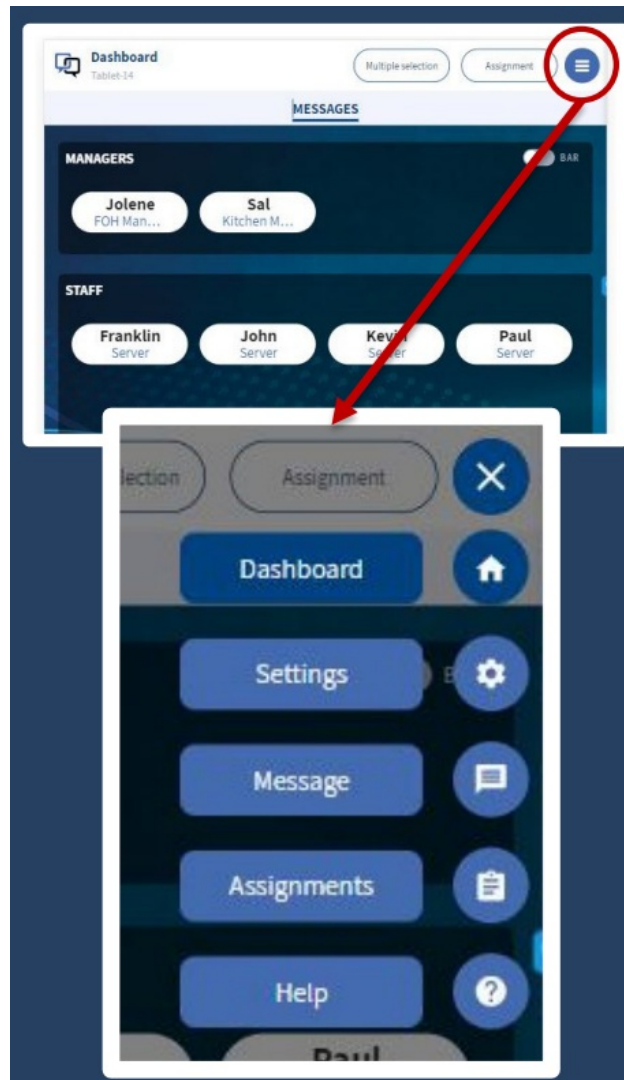 Dashboard
Tablet-14
Multiple selection
Assignment
MESSAGES
MANAGERS
BAR
Jolene
FOH Man...
Sal
Kitchen M...
STAFF
Franklin
Server
John
Server
Kevin
Server
Paul
Server
lection
Assignment
Dashboard
Settings
B
Message
Assignments
Help
Paul